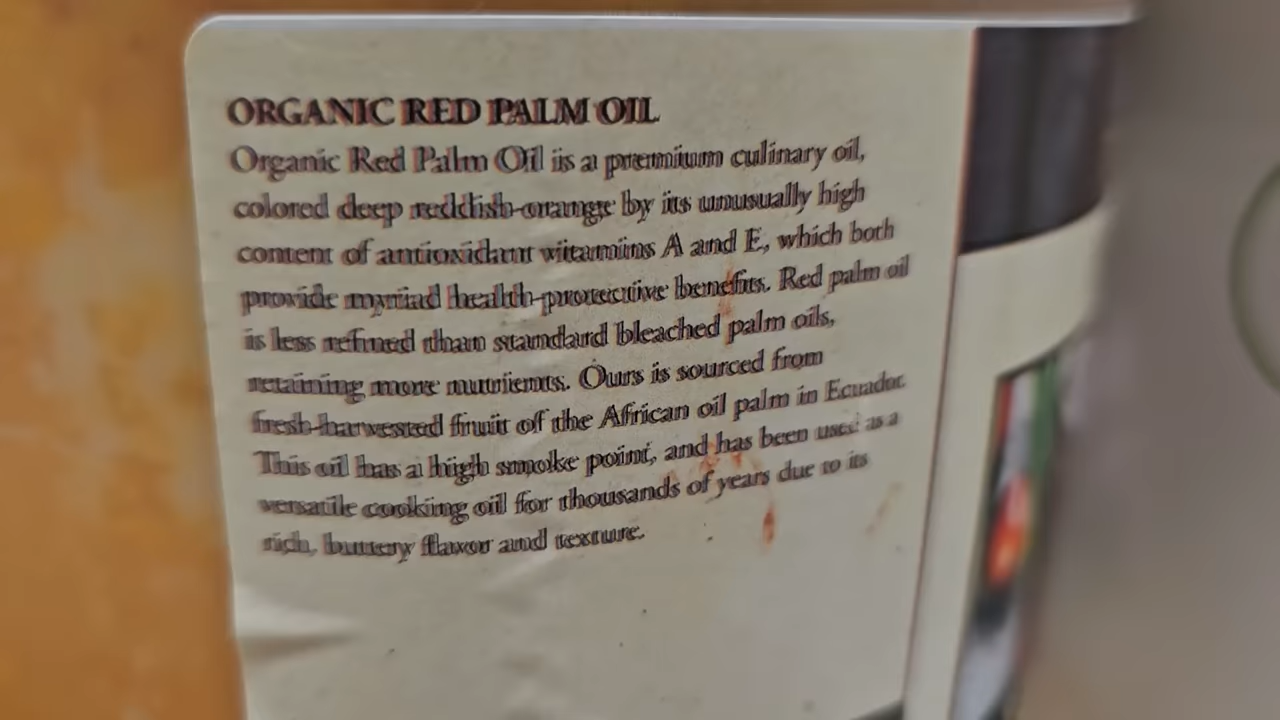 ORGANIC RED PALM OIL
Organic Red Palm Oil is a premium culinary oil,
colored deep reddish-orange by its unusually high
content of antioxidant vitamins A and E, which both
provide myriad health-protective benefits. Red palm oil
is less refined than standard bleached palm oils,
retaining more nutrients. Ours is sourced from
fresh-harvested fruit of the African oil palm in Ecuador.
This oil has a high smoke point, and has been used as a
versatile cooking oil for thousands of years due to its
rich, buttery flavor and texture.